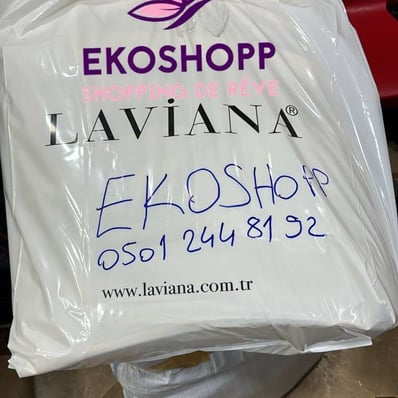 EKOSHOPP
SHOPPING DE RÊVE
LAVİANA®
EKOSHOPP
0501 244 81 92
www.laviana.com.tr